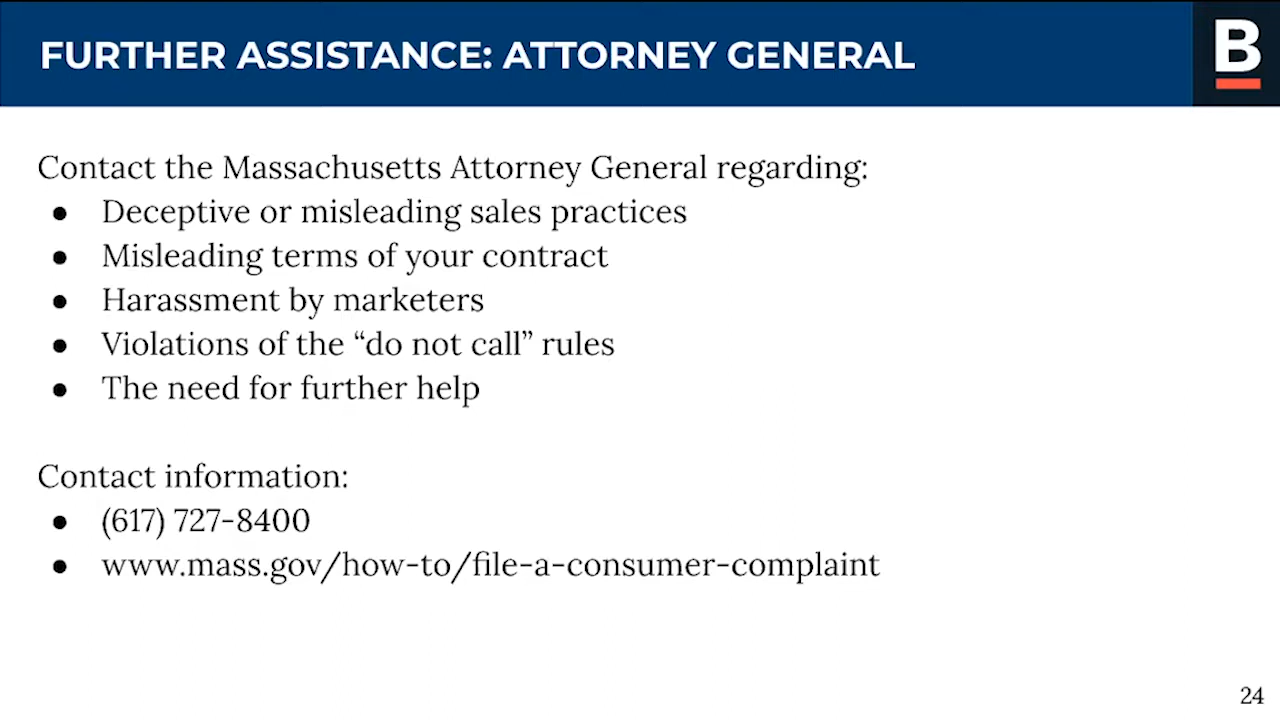 FURTHER ASSISTANCE: ATTORNEY GENERAL
B
Contact the Massachusetts Attorney General regarding:
● Deceptive or misleading sales practices
● Misleading terms of your contract
● Harassment by marketers
● Violations of the “do not call” rules
● The need for further help
Contact information:
● (617) 727-8400
● www.mass.gov/how-to/file-a-consumer-complaint
24